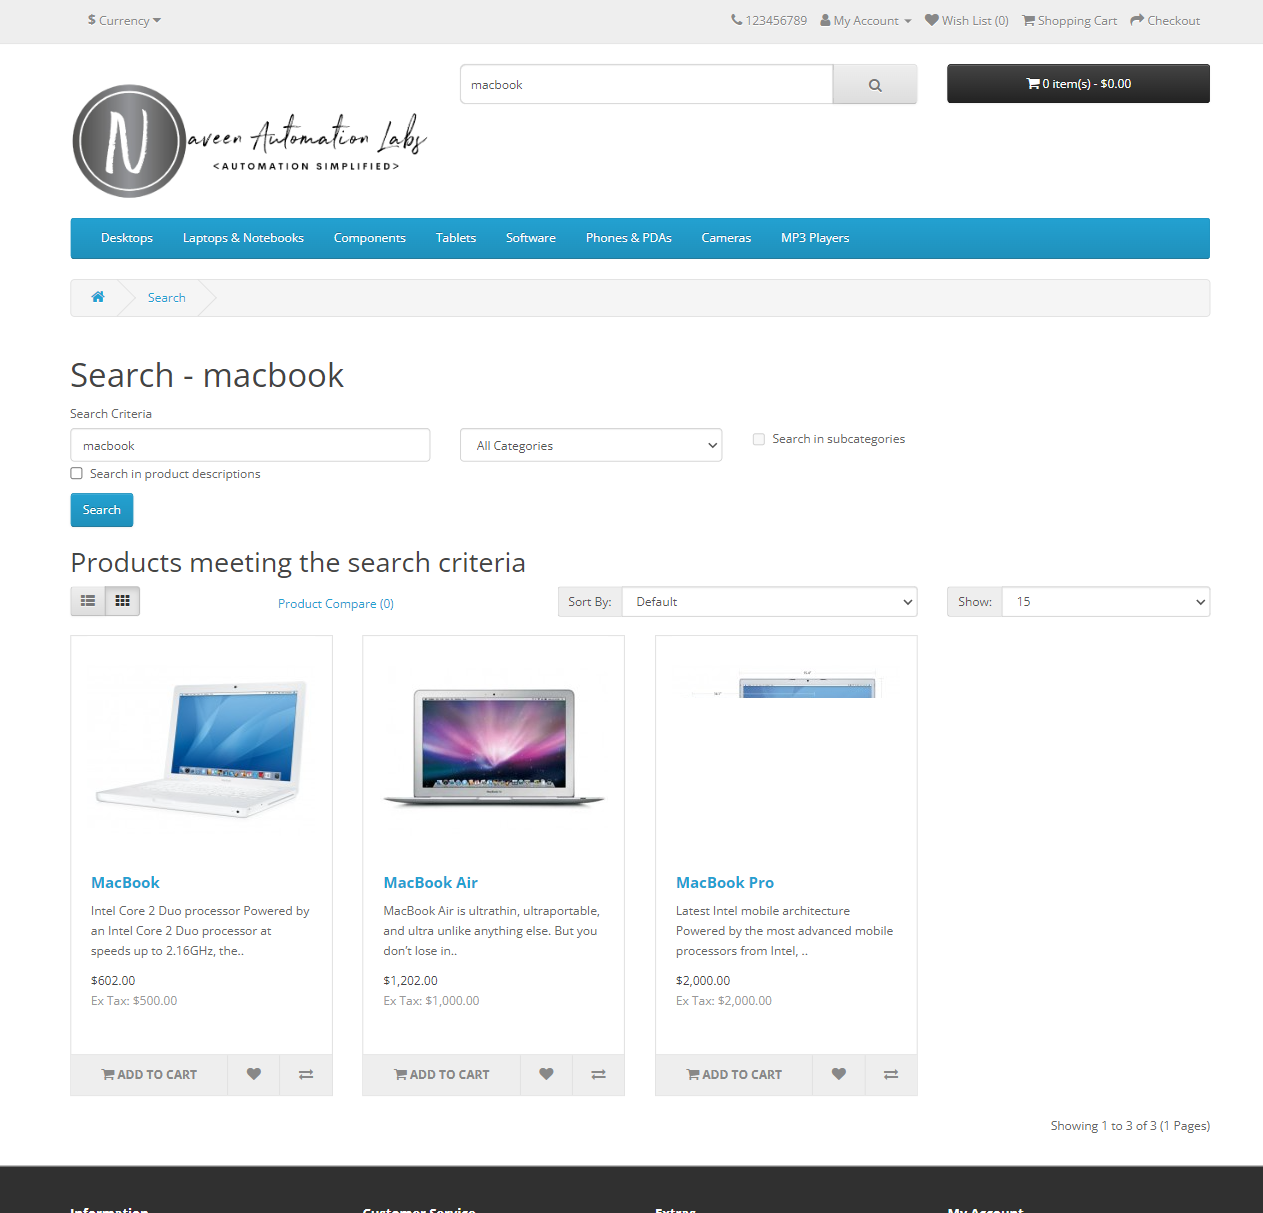 $ Currency
123456789
My Account
Wish List (0)
Shopping Cart
Checkout
N
aveen Automation Labs
<AUTOMATION SIMPLIFIED>
macbook
0 item(s) - $0.00
Desktops
Laptops & Notebooks
Components
Tablets
Software
Phones & PDAs
Cameras
MP3 Players
Search
Search - macbook
Search Criteria
macbook
All Categories
Search in subcategories
Search in product descriptions
Search
Products meeting the search criteria
Product Compare (0)
Sort By:
Default
Show:
15
MacBook
Intel Core 2 Duo processor Powered by
an Intel Core 2 Duo processor at
speeds up to 2.16GHz, the..
$602.00
Ex Tax: $500.00
ADD TO CART
MacBook Air
MacBook Air is ultrathin, ultraportable,
and ultra unlike anything else. But you
don’t lose in..
$1,202.00
Ex Tax: $1,000.00
ADD TO CART
MacBook Pro
Latest Intel mobile architecture
Powered by the most advanced mobile
processors from Intel, ..
$2,000.00
Ex Tax: $2,000.00
ADD TO CART
Showing 1 to 3 of 3 (1 Pages)
Information
Customer Service
Extras
My Account